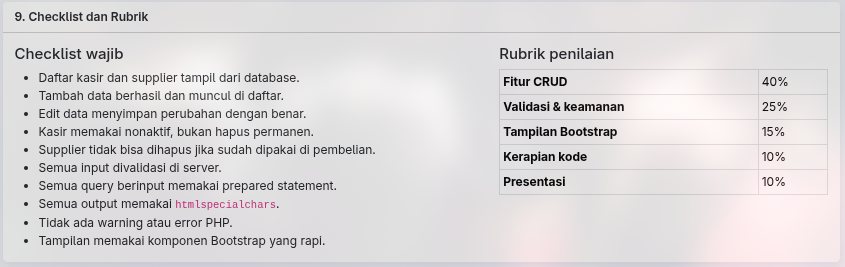 9. Checklist dan Rubrik
Checklist wajib
Daftar kasir dan supplier tampil dari database.
Tambah data berhasil dan muncul di daftar.
Edit data menyimpan perubahan dengan benar.
Kasir memakai nonaktif, bukan hapus permanen.
Supplier tidak bisa dihapus jika sudah dipakai di pembelian.
Semua input divalidasi di server.
Semua query berinput memakai prepared statement.
Semua output memakai htmlspecialchars.
Tidak ada warning atau error PHP.
Tampilan memakai komponen Bootstrap yang rapi.
Rubrik penilaian
Fitur CRUD 40%
Validasi & keamanan 25%
Tampilan Bootstrap 15%
Kerapian kode 10%
Presentasi 10%